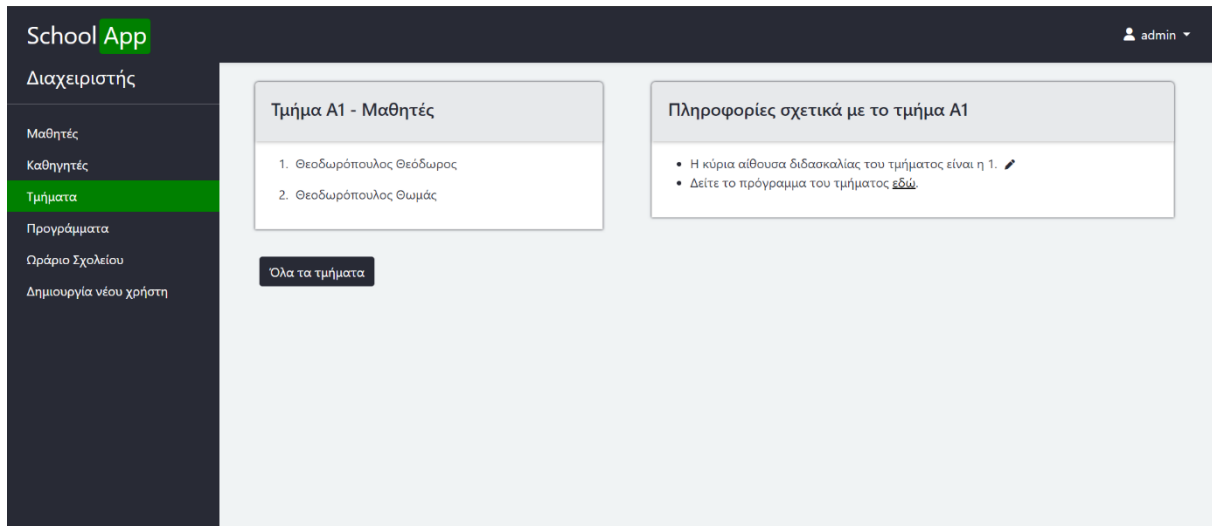 School App
admin
Διαχειριστής
Μαθητές
Καθηγητές
Τμήματα
Προγράμματα
Ωράριο Σχολείου
Δημιουργία νέου χρήστη
Τμήμα Α1 - Μαθητές
1. Θεοδωρόπουλος Θεόδωρος
2. Θεοδωρόπουλος Θωμάς
Πληροφορίες σχετικά με το τμήμα Α1
• Η κύρια αίθουσα διδασκαλίας του τμήματος είναι η 1.
• Δείτε το πρόγραμμα του τμήματος εδώ.
Όλα τα τμήματα